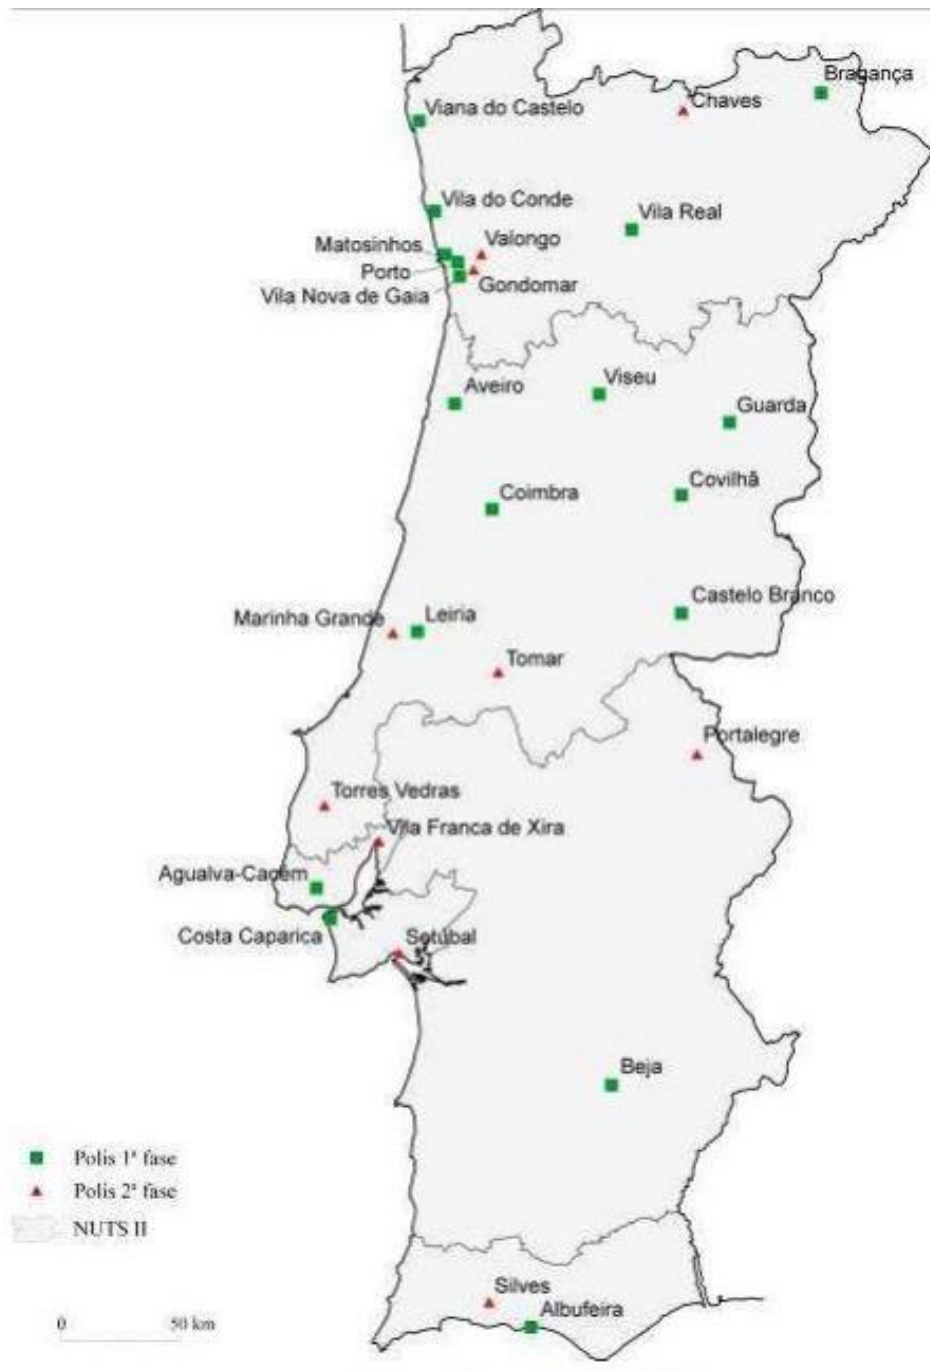 Bragança
Chaves
Viana do Castelo
Vila do Conde
Vila Real
Valongo
Matosinhos
Porto
Gondomar
Vila Nova de Gaia
Viseu
Aveiro
Guarda
Covilhã
Coimbra
Castelo Branco
Leiria
Marinha Grande
Tomar
Portalegre
Torres Vedras
Vila Franca de Xira
Agualva-Cacém
Costa Caparica
Setúbal
Beja
Polis 1ª fase
Polis 2ª fase
NUTS II
Silves
Albufeira
0 50 km